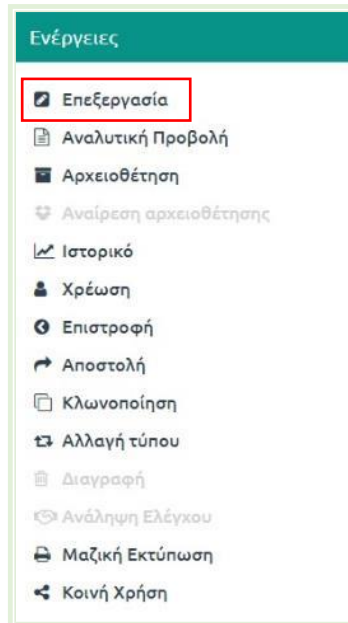 Ενέργειες
Επεξεργασία
Αναλυτική Προβολή
Αρχειοθέτηση
Αναίρεση αρχειοθέτησης
Ιστορικό
Χρέωση
Επιστροφή
Αποστολή
Κλωνοποίηση
Αλλαγή τύπου
Διαγραφή
Ανάληψη Ελέγχου
Μαζική Εκτύπωση
Κοινή Χρήση